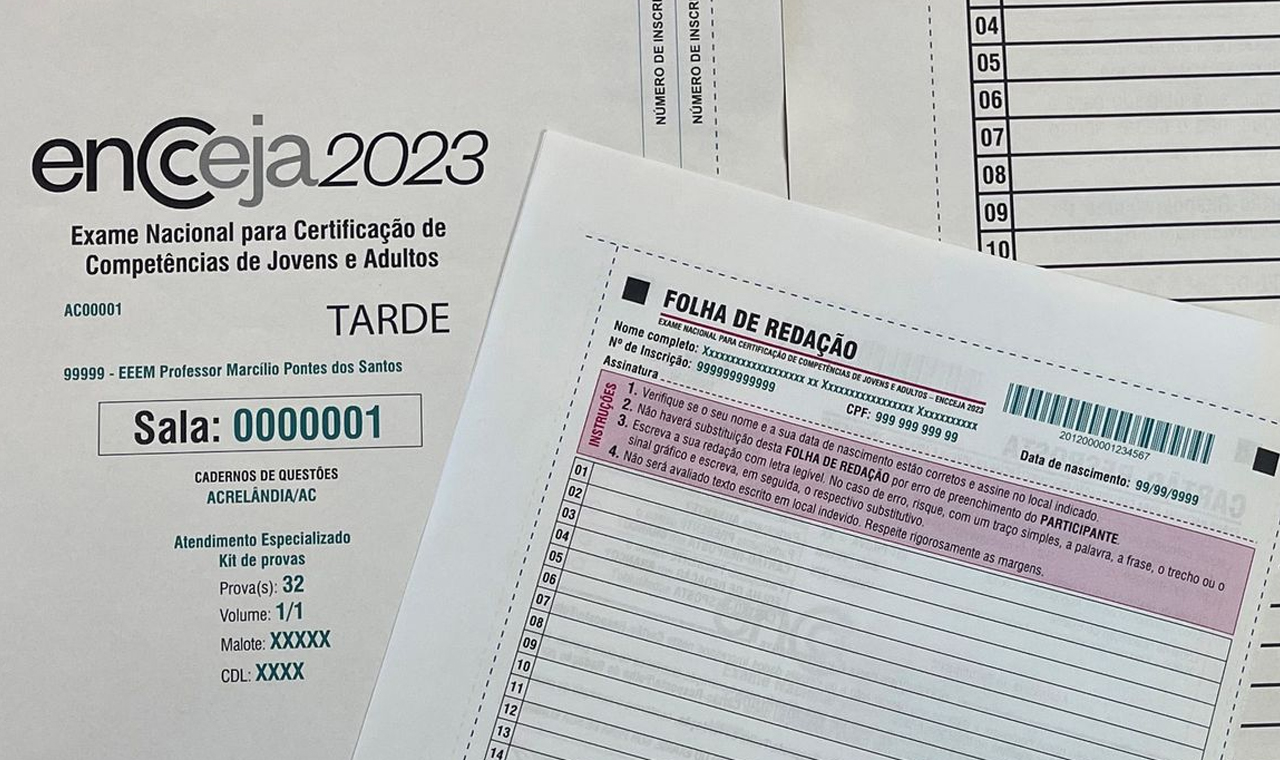 encceja2023
Exame Nacional para Certificação de
Competências de Jovens e Adultos
AC00001
TARDE
99999 - EEEM Professor Marcílio Pontes dos Santos
Sala: 0000001
CADERNOS DE QUESTÕES
ACRELÂNDIA/AC
Atendimento Especializado
Kit de provas
Prova(s): 32
Volume: 1/1
Malote: XXXXX
CDL: XXXX
NÚMERO DE INSCRI
NÚMERO DE INSCRI
04
05
06
07
08
09
10
FOLHA DE REDAÇÃO
EXAME NACIONAL PARA CERTIFICAÇÃO DE COMPETÊNCIAS DE JOVENS E ADULTOS – ENCCEJA 2023
Nome completo: Xxxxxxxxxxxxxxxxxx xx Xxxxxxxxxxxxxxxx Xxxxxxxxxx
Nº de Inscrição: 999999999999
CPF: 999 999 999 99
Assinatura
2012000001234567
Data de nascimento: 99/99/9999
INSTRUÇÕES
1. Verifique se o seu nome e a sua data de nascimento estão corretos e assine no local indicado.
2. Não haverá substituição desta FOLHA DE REDAÇÃO por erro de preenchimento do PARTICIPANTE.
3. Escreva a sua redação com letra legível. No caso de erro, risque, com um traço simples, a palavra, a frase, o trecho ou o
sinal gráfico e escreva, em seguida, o respectivo substitutivo.
4. Não será avaliado texto escrito em local indevido. Respeite rigorosamente as margens.
01
02
03
04
05
06
07
08
09
10
11
12
13
14